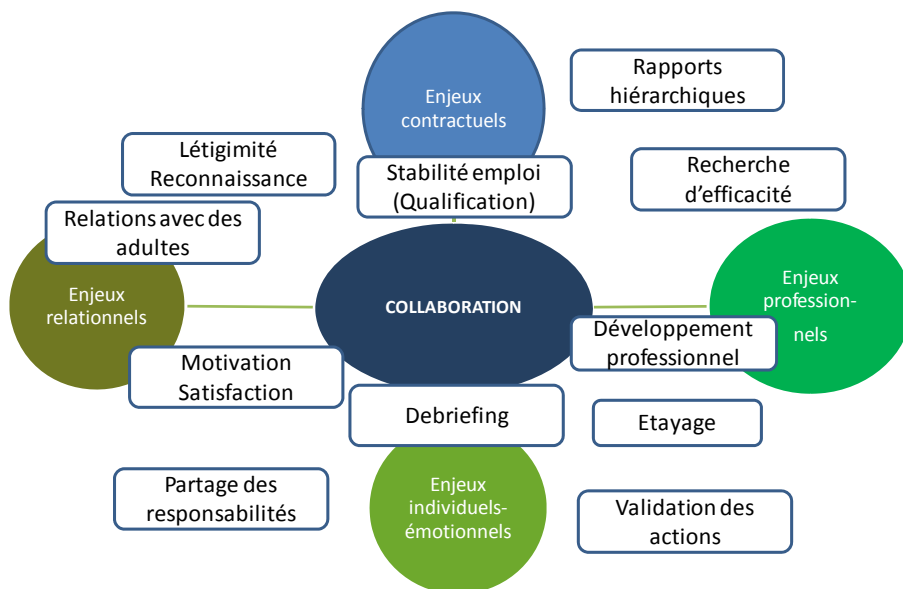 Enjeux
contractuels
Rapports
hiérarchiques
Létigimité
Reconnaissance
Stabilité emploi
(Qualification)
Recherche
d'efficacité
Relations avec des
adultes
Enjeux
relationnels
COLLABORATION
Enjeux
profession-
nels
Développement
professionnel
Motivation
Satisfaction
Debriefing
Etayage
Partage des
responsabilités
Enjeux
individuels-
émotionnels
Validation des
actions